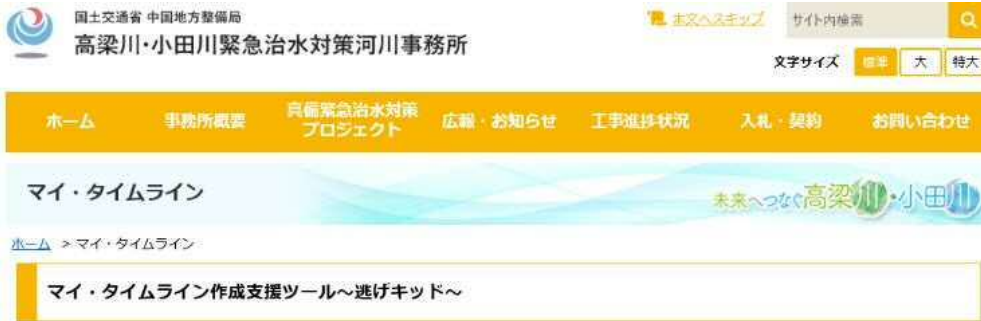 国土交通省 中国地方整備局
高梁川・小田川緊急治水対策河川事務所
本文へスキップ
サイト内検索
文字サイズ 標準 大 特大
ホーム
事務所概要
真備緊急治水対策
プロジェクト
広報・お知らせ
工事進捗状況
入札・契約
お問い合わせ
マイ・タイムライン
未来へつなぐ高梁川・小田川
ホーム > マイ・タイムライン
マイ・タイムライン作成支援ツール～逃げキッド～